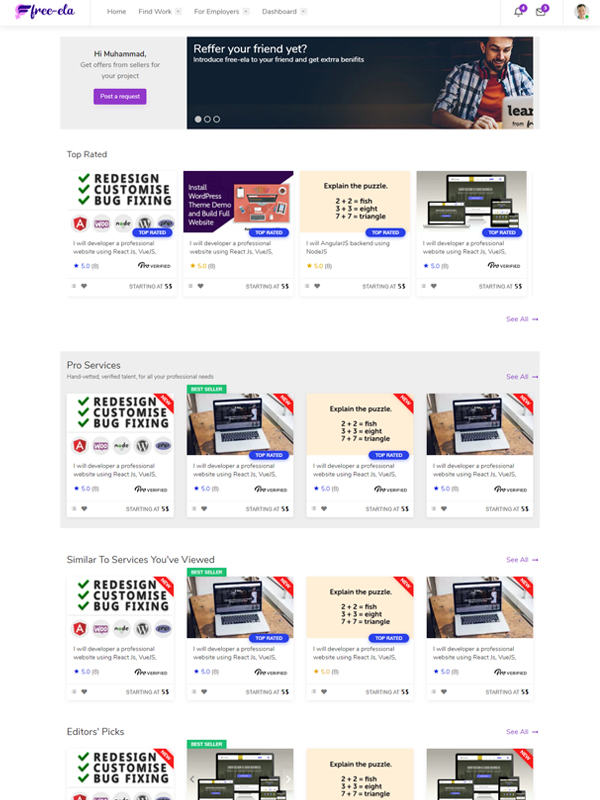 free-ela
Home Find Work For Employers Dashboard
4 9
Hi Muhammad,
Get offers from sellers for
your project
Post a request
Reffer your friend yet?
Introduce free-ela to your friend and get extrra benifits
lear
from
Top Rated
REDESIGN
CUSTOMISE
BUG FIXING
woo node php
TOP RATED
I will developer a professional
website using React Js, VueJS,
5.0 (8) Pro VERIFIED
STARTING AT 5$
Install
WordPress
Theme Demo
and Build Full
Website
TOP RATED
I will developer a professional
website using React Js, VueJS,
5.0 (8)
STARTING AT 5$
Explain the puzzle.
2 + 2 = fish
3 + 3 = eight
7 + 7 = triangle
TOP RATED
I will AngularJS backend using
NodeJS
5.0 (8)
STARTING AT 5$
TOP RATED
I will developer a professional
website using React Js, VueJS,
5.0 (8) Pro VERIFIED
STARTING AT 5$
See All
Pro Services
Hand-vetted; verified talent, for all your professional needs
See All
NEW
REDESIGN
CUSTOMISE
BUG FIXING
woo node php
I will developer a professional
website using React Js, VueJS,
5.0 (8) Pro VERIFIED
STARTING AT 5$
BEST SELLER
TOP RATED
I will developer a professional
website using React Js, VueJS,
5.0 (8) Pro VERIFIED
STARTING AT 5$
NEW
Explain the puzzle.
2 + 2 = fish
3 + 3 = eight
7 + 7 = triangle
TOP RATED
I will developer a professional
website using React Js, VueJS,
5.0 (8) Pro VERIFIED
STARTING AT 5$
NEW
I will developer a professional
website using React Js, VueJS,
5.0 (8) Pro VERIFIED
STARTING AT 5$
Similar To Services You've Viewed
See All
NEW
REDESIGN
CUSTOMISE
BUG FIXING
woo node php
I will developer a professional
website using React Js, VueJS,
5.0 (8) Pro VERIFIED
STARTING AT 5$
BEST SELLER
NEW
TOP RATED
I will developer a professional
website using React Js, VueJS,
5.0 (8) Pro VERIFIED
STARTING AT 5$
NEW
Explain the puzzle.
2 + 2 = fish
3 + 3 = eight
7 + 7 = triangle
TOP RATED
I will developer a professional
website using React Js, VueJS,
5.0 (8)
STARTING AT 5$
NEW
I will developer a professional
website using React Js, VueJS,
5.0 (8) Pro VERIFIED
STARTING AT 5$
Editors' Picks
See All
REDESIGN
CUSTOMISE
BUG FIXING
BEST SELLER
Explain the puzzle.
2 + 2 = fish
3 + 3 = eight
7 + 7 = triangle
NEW